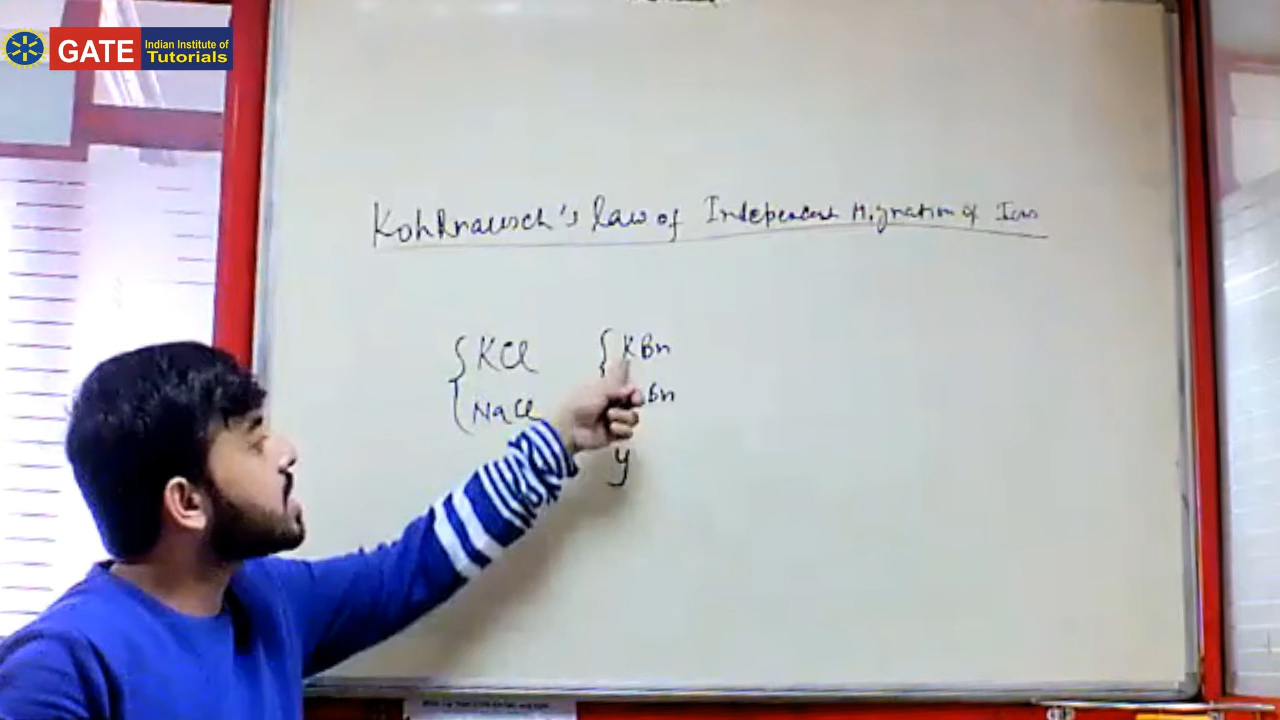 GATE Indian Institute of Tutorials
Kohlrausch's law of Independent Migration of Ions
KCl KBr
NaCl Br
y